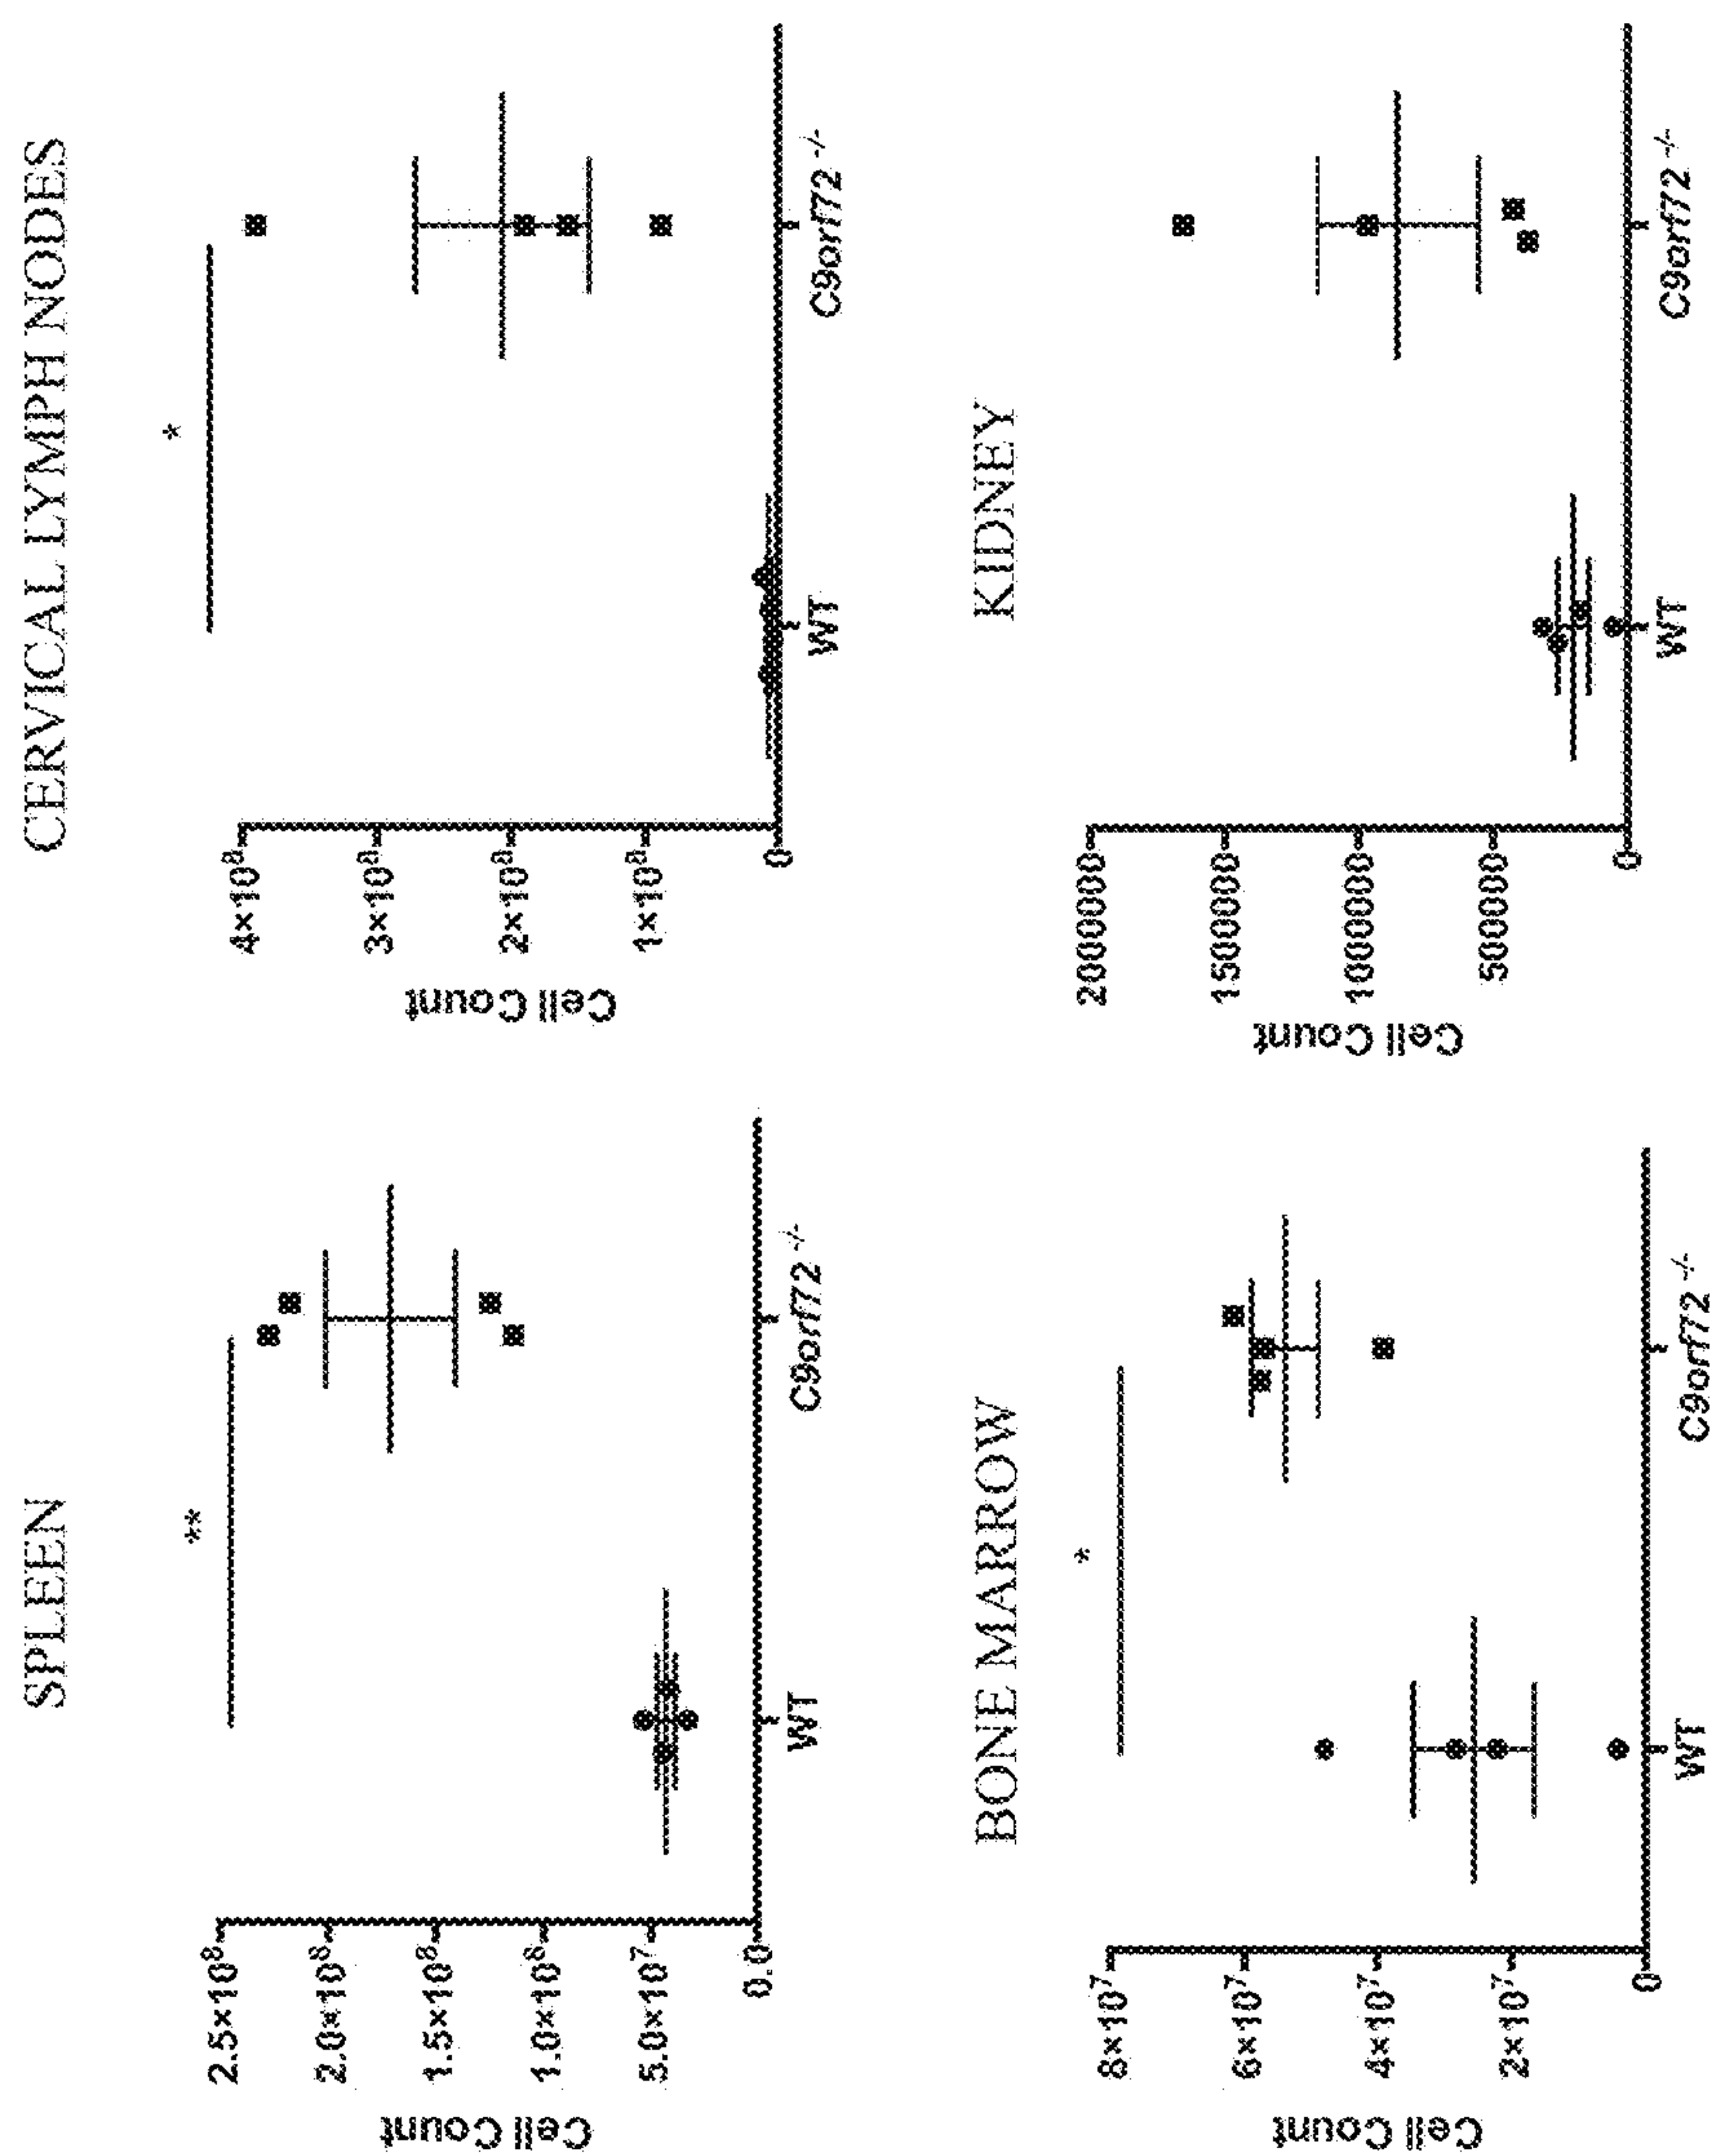 SPLEEN
**
Cell Count
2.5×10⁸
2.0×10⁸
1.5×10⁸
1.0×10⁸
5.0×10⁷
0.0
WT
C9orf72 -/-
CERVICAL LYMPH NODES
*
Cell Count
4×10⁸
3×10⁸
2×10⁸
1×10⁸
0
WT
C9orf72 -/-
BONE MARROW
*
Cell Count
8×10⁷
6×10⁷
4×10⁷
2×10⁷
0
WT
C9orf72 -/-
KIDNEY
Cell Count
2000000
1500000
1000000
500000
0
WT
C9orf72 -/-